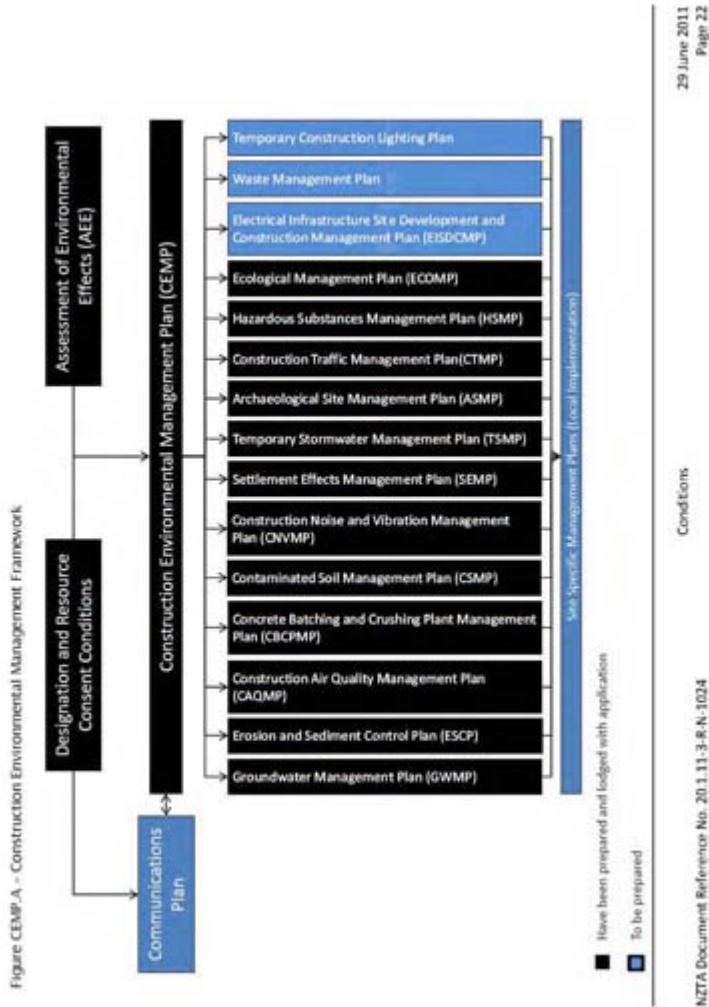 Figure CEMP.A - Construction Environmental Management Framework
Designation and Resource
Consent Conditions
Assessment of Environmental
Effects (AEE)
Communications
Plan
Construction Environmental Management Plan (CEMP)
Groundwater Management Plan (GWMP)
Erosion and Sediment Control Plan (ESCP)
Construction Air Quality Management Plan
(CAQMP)
Concrete Batching and Crushing Plant Management
Plan (CBCPMP)
Contaminated Soil Management Plan (CSMP)
Construction Noise and Vibration Management
Plan (CNVMP)
Settlement Effects Management Plan (SEMP)
Temporary Stormwater Management Plan (TSMP)
Archaeological Site Management Plan (ASMP)
Construction Traffic Management Plan(CTMP)
Hazardous Substances Management Plan (HSMP)
Ecological Management Plan (ECOMP)
Electrical Infrastructure Site Development and
Construction Management Plan (EISDCMP)
Waste Management Plan
Temporary Construction Lighting Plan
Site Specific Management Plans (Local Implementation)
Have been prepared and lodged with application
To be prepared
NZTA Document Reference No. 20.1.11-3-R-N-1024
Conditions
29 June 2011
Page 22